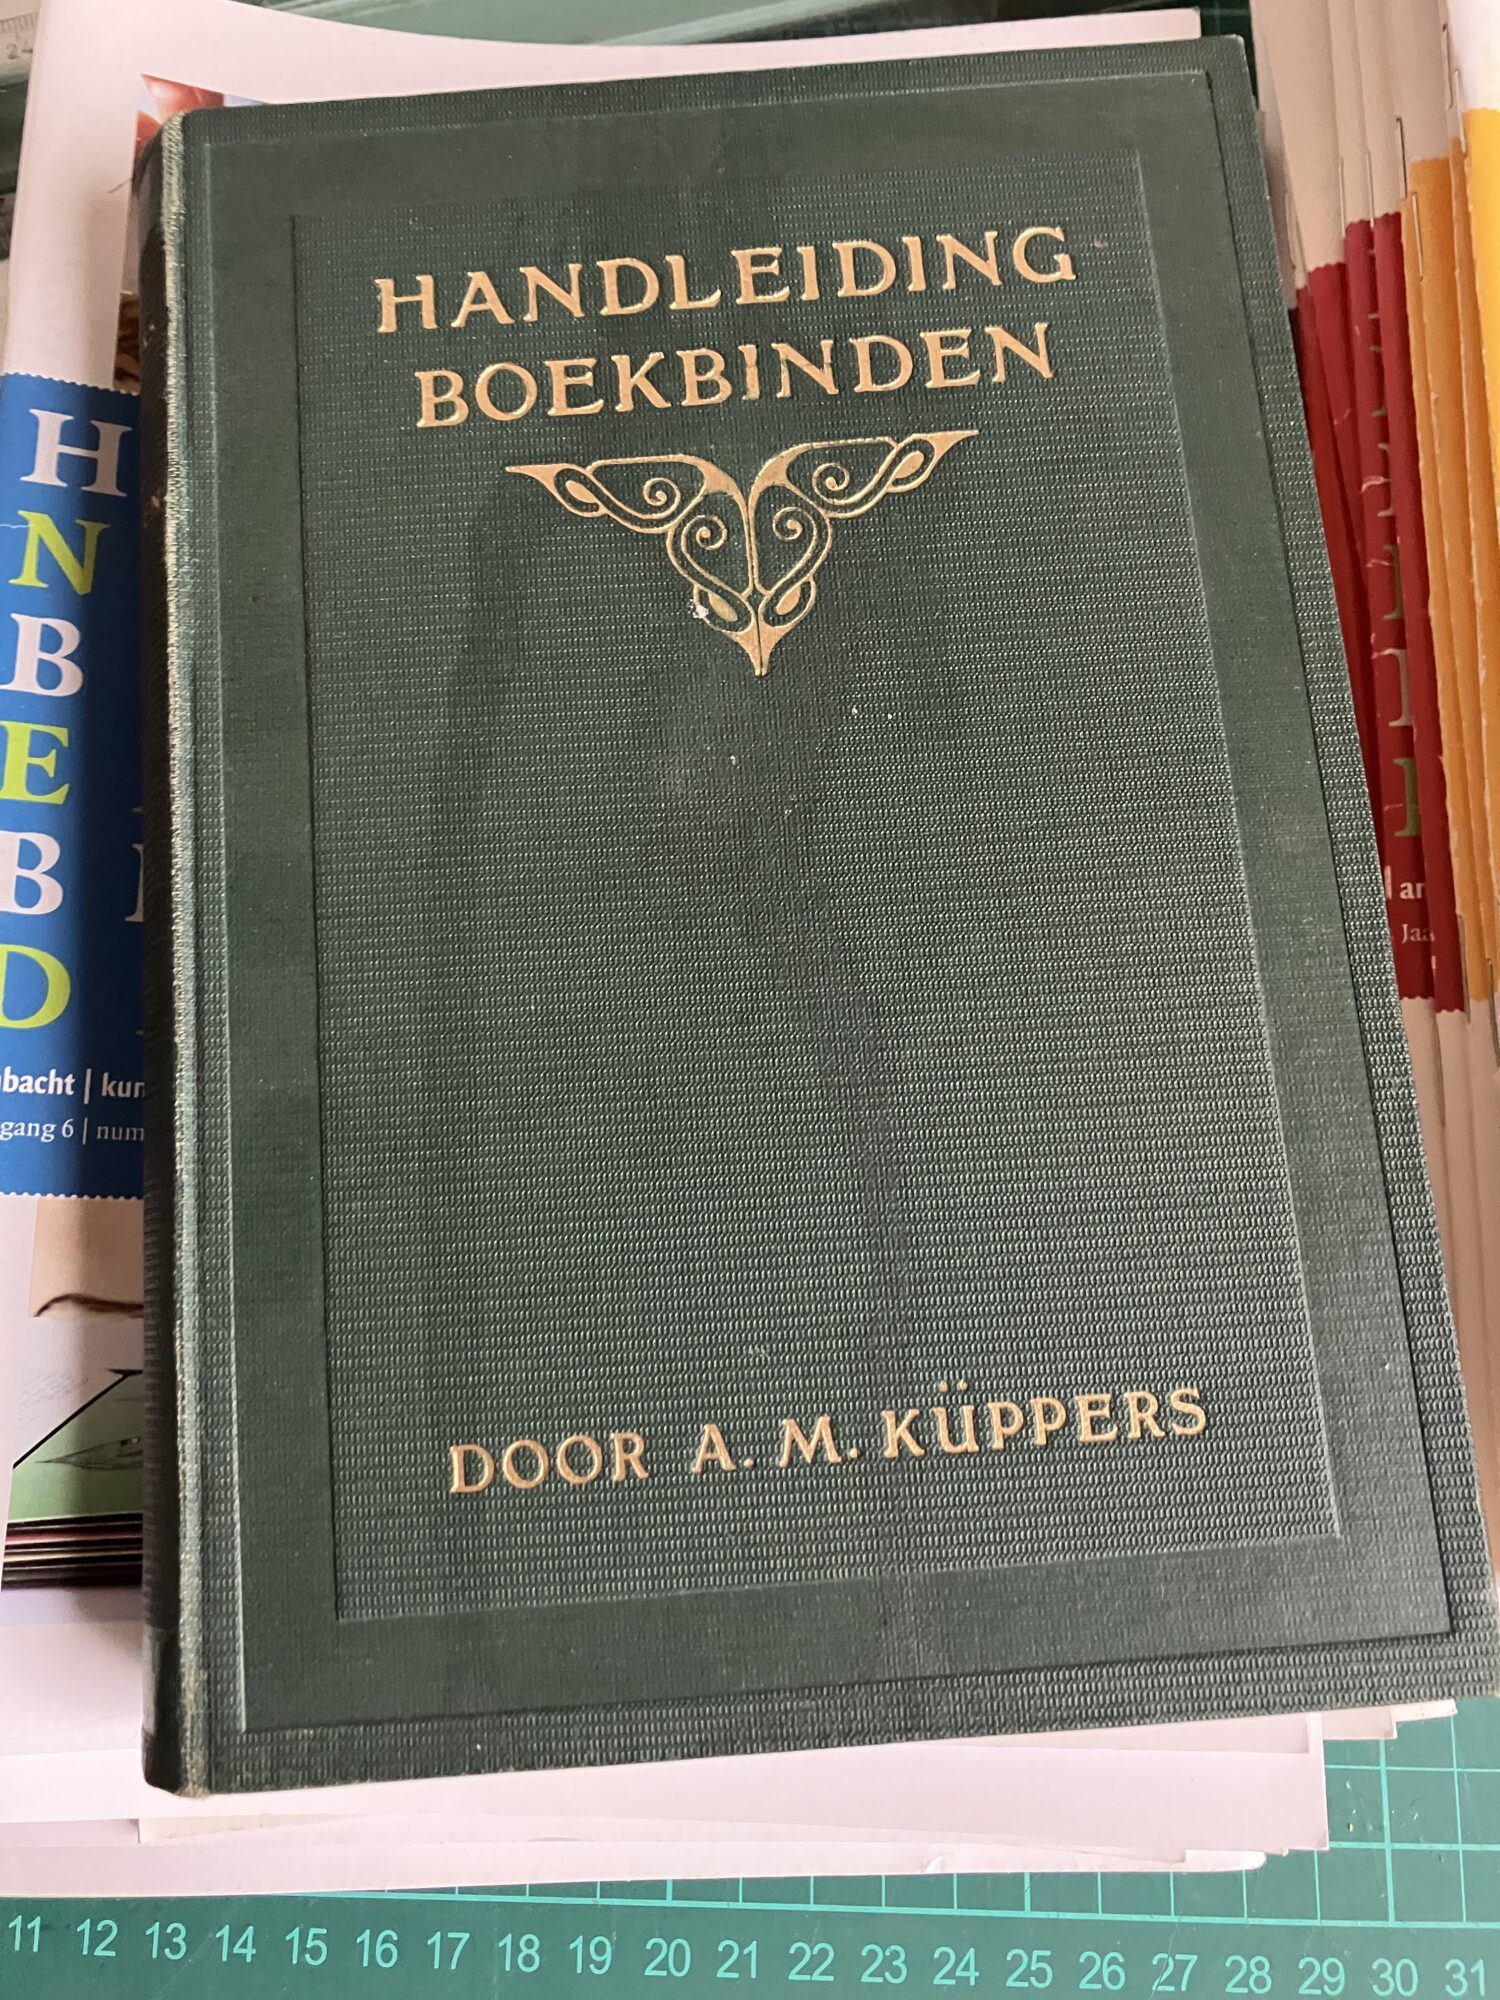 HANDLEIDING
BOEKBINDEN
DOOR A. M. KÜPPERS
H
N
B
E
B
D
bacht | kun
gang 6 | num
Jaa
11 12 13 14 15 16 17 18 19 20 21 22 23 24 25 26 27 28 29 30 31